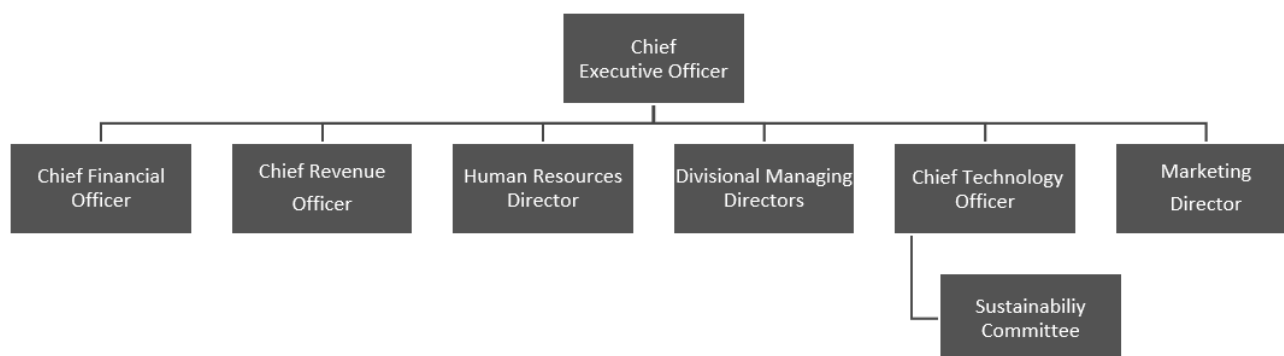 Chief
Executive Officer
Chief Financial
Officer
Chief Revenue
Officer
Human Resources
Director
Divisional Managing
Directors
Chief Technology
Officer
Marketing
Director
Sustainabiliy
Committee